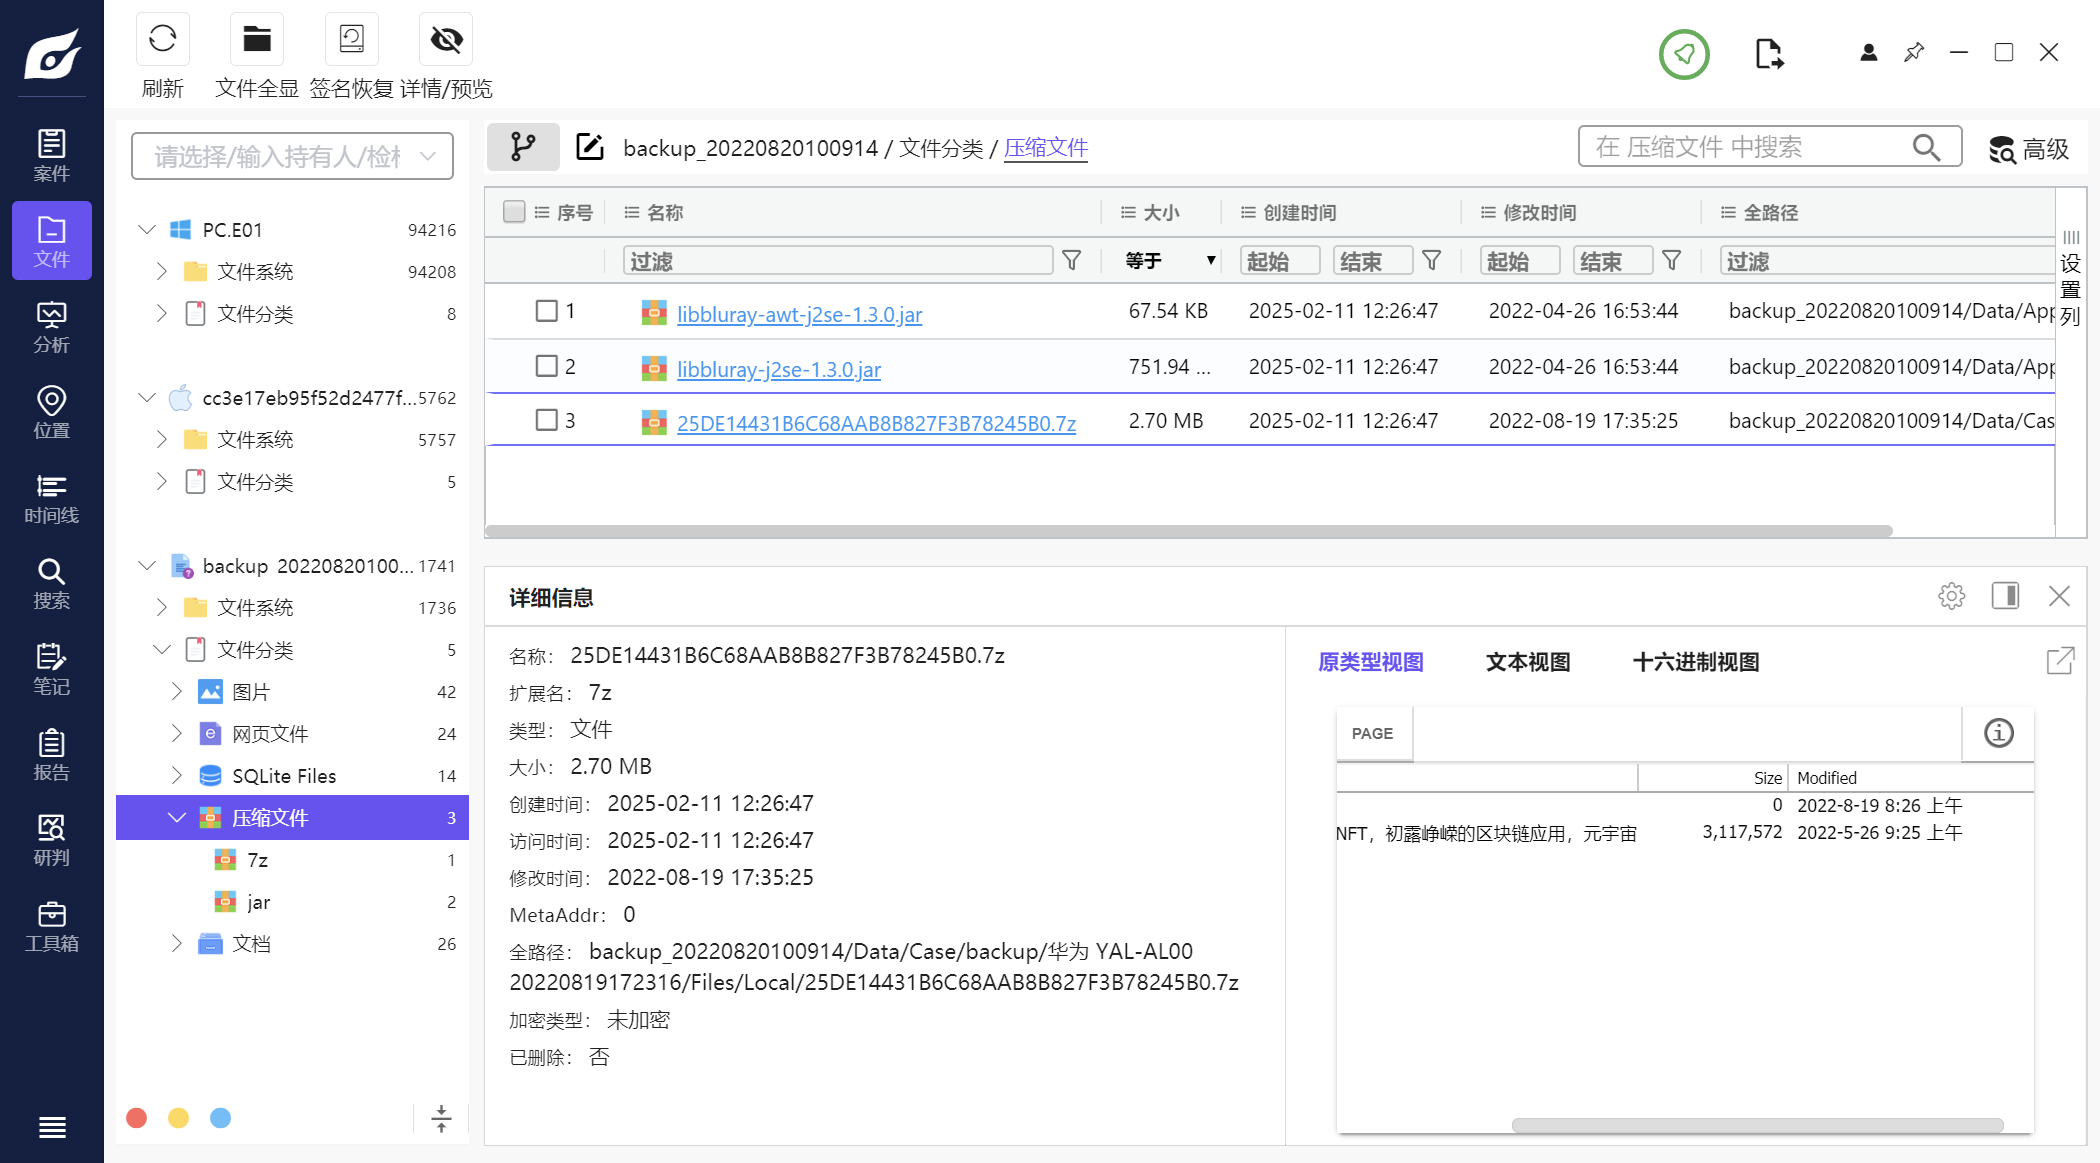 刷新
文件全显
签名恢复
详情/预览
案件
文件
分析
位置
时间线
搜索
笔记
报告
研判
工具箱
请选择/输入持有人/检
PC.E01 94216
文件系统 94208
文件分类 8
cc3e17eb95f52d2477f... 5762
文件系统 5757
文件分类 5
backup 20220820100... 1741
文件系统 1736
文件分类 5
图片 42
网页文件 24
SQLite Files 14
压缩文件 3
7z 1
jar 2
文档 26
backup_20220820100914 / 文件分类 / 压缩文件
在 压缩文件 中搜索
高级
序号 名称 大小 创建时间 修改时间 全路径
过滤 等于 起始 结束 起始 结束 过滤
1 libbluray-awt-j2se-1.3.0.jar 67.54 KB 2025-02-11 12:26:47 2022-04-26 16:53:44 backup_20220820100914/Data/App
2 libbluray-j2se-1.3.0.jar 751.94 ... 2025-02-11 12:26:47 2022-04-26 16:53:44 backup_20220820100914/Data/App
3 25DE14431B6C68AAB8B827F3B78245B0.7z 2.70 MB 2025-02-11 12:26:47 2022-08-19 17:35:25 backup_20220820100914/Data/Cas
设置列
详细信息
名称： 25DE14431B6C68AAB8B827F3B78245B0.7z
扩展名： 7z
类型： 文件
大小： 2.70 MB
创建时间： 2025-02-11 12:26:47
访问时间： 2025-02-11 12:26:47
修改时间： 2022-08-19 17:35:25
MetaAddr： 0
全路径： backup_20220820100914/Data/Case/backup/华为 YAL-AL00
20220819172316/Files/Local/25DE14431B6C68AAB8B827F3B78245B0.7z
加密类型： 未加密
已删除： 否
原类型视图 文本视图 十六进制视图
PAGE
Size Modified
0 2022-8-19 8:26 上午
NFT，初露峥嵘的区块链应用，元宇宙 3,117,572 2022-5-26 9:25 上午